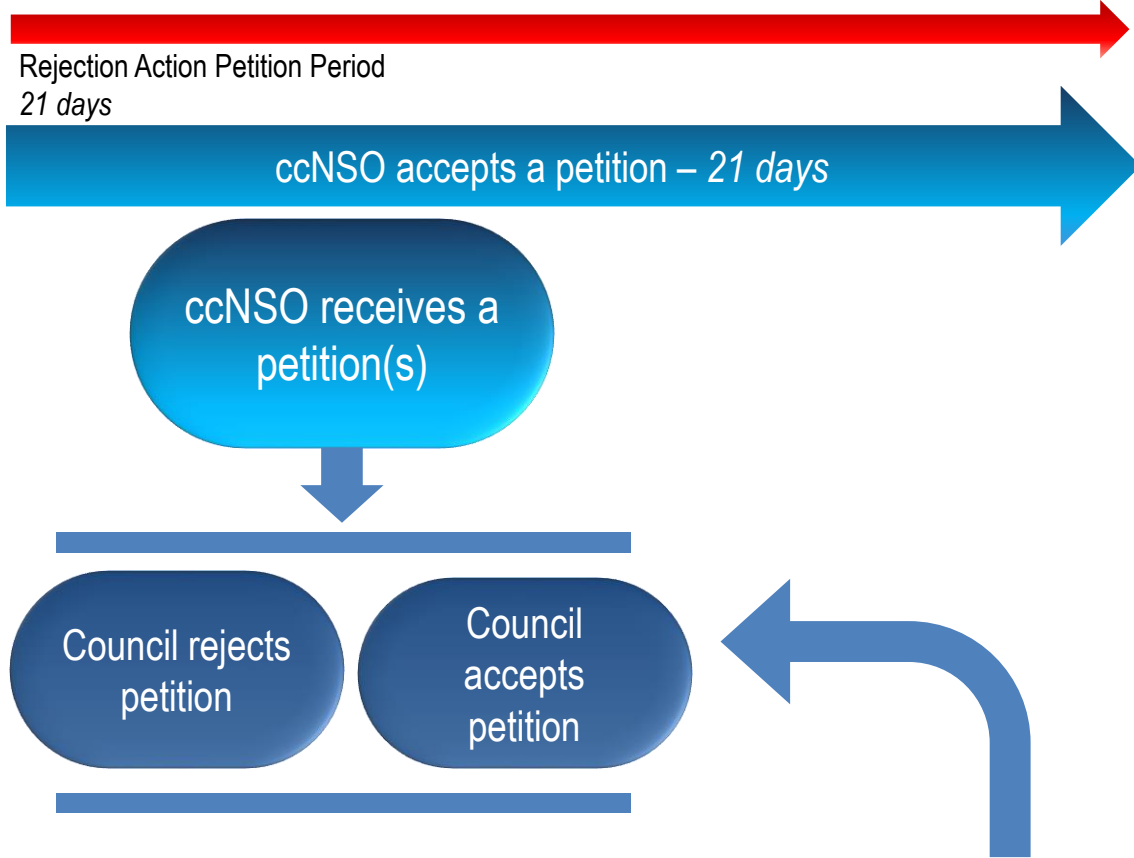 Rejection Action Petition Period
21 days
ccNSO accepts a petition – 21 days
ccNSO receives a
petition(s)
Council rejects
petition
Council
accepts
petition